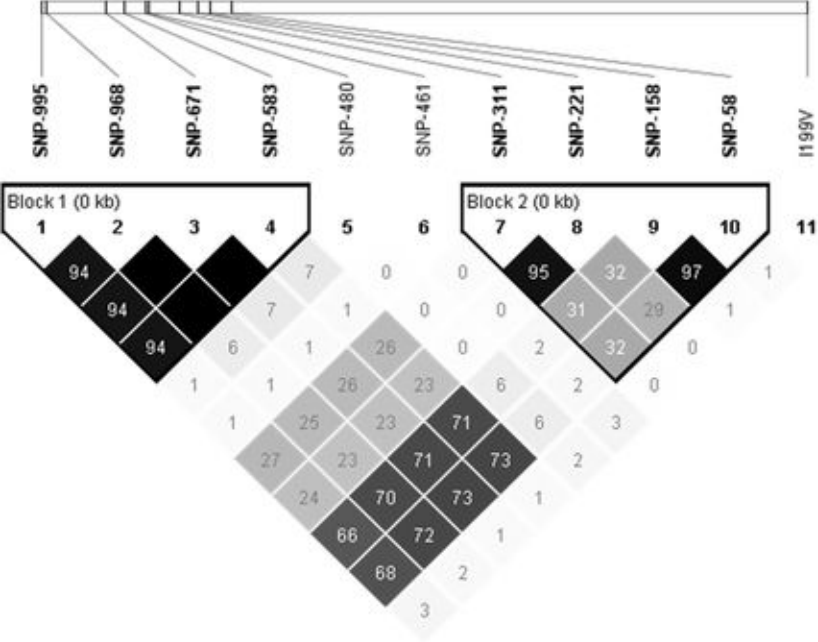 SNP-995 SNP-968 SNP-671 SNP-583 SNP-480 SNP-461 SNP-311 SNP-221 SNP-158 SNP-58 I199V
Block 1 (0 kb) Block 2 (0 kb)
1 2 3 4 5 6 7 8 9 10 11
94 7 0 0 95 32 97 1
94 7 1 0 0 31 29 1
94 6 1 26 0 2 32 0
1 1 26 23 6 2 0
1 25 23 71 6 3
27 23 71 73 2
24 70 73 1
66 72 1
68 2
3